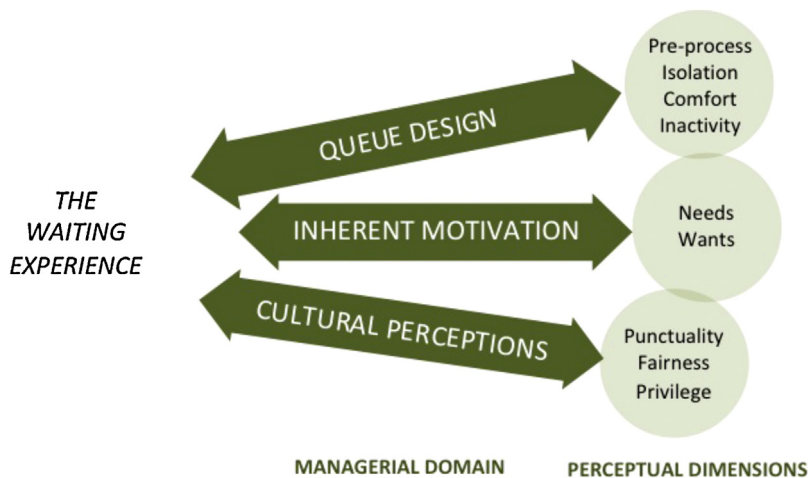 THE
WAITING
EXPERIENCE
QUEUE DESIGN
INHERENT MOTIVATION
CULTURAL PERCEPTIONS
Pre-process
Isolation
Comfort
Inactivity
Needs
Wants
Punctuality
Fairness
Privilege
MANAGERIAL DOMAIN
PERCEPTUAL DIMENSIONS